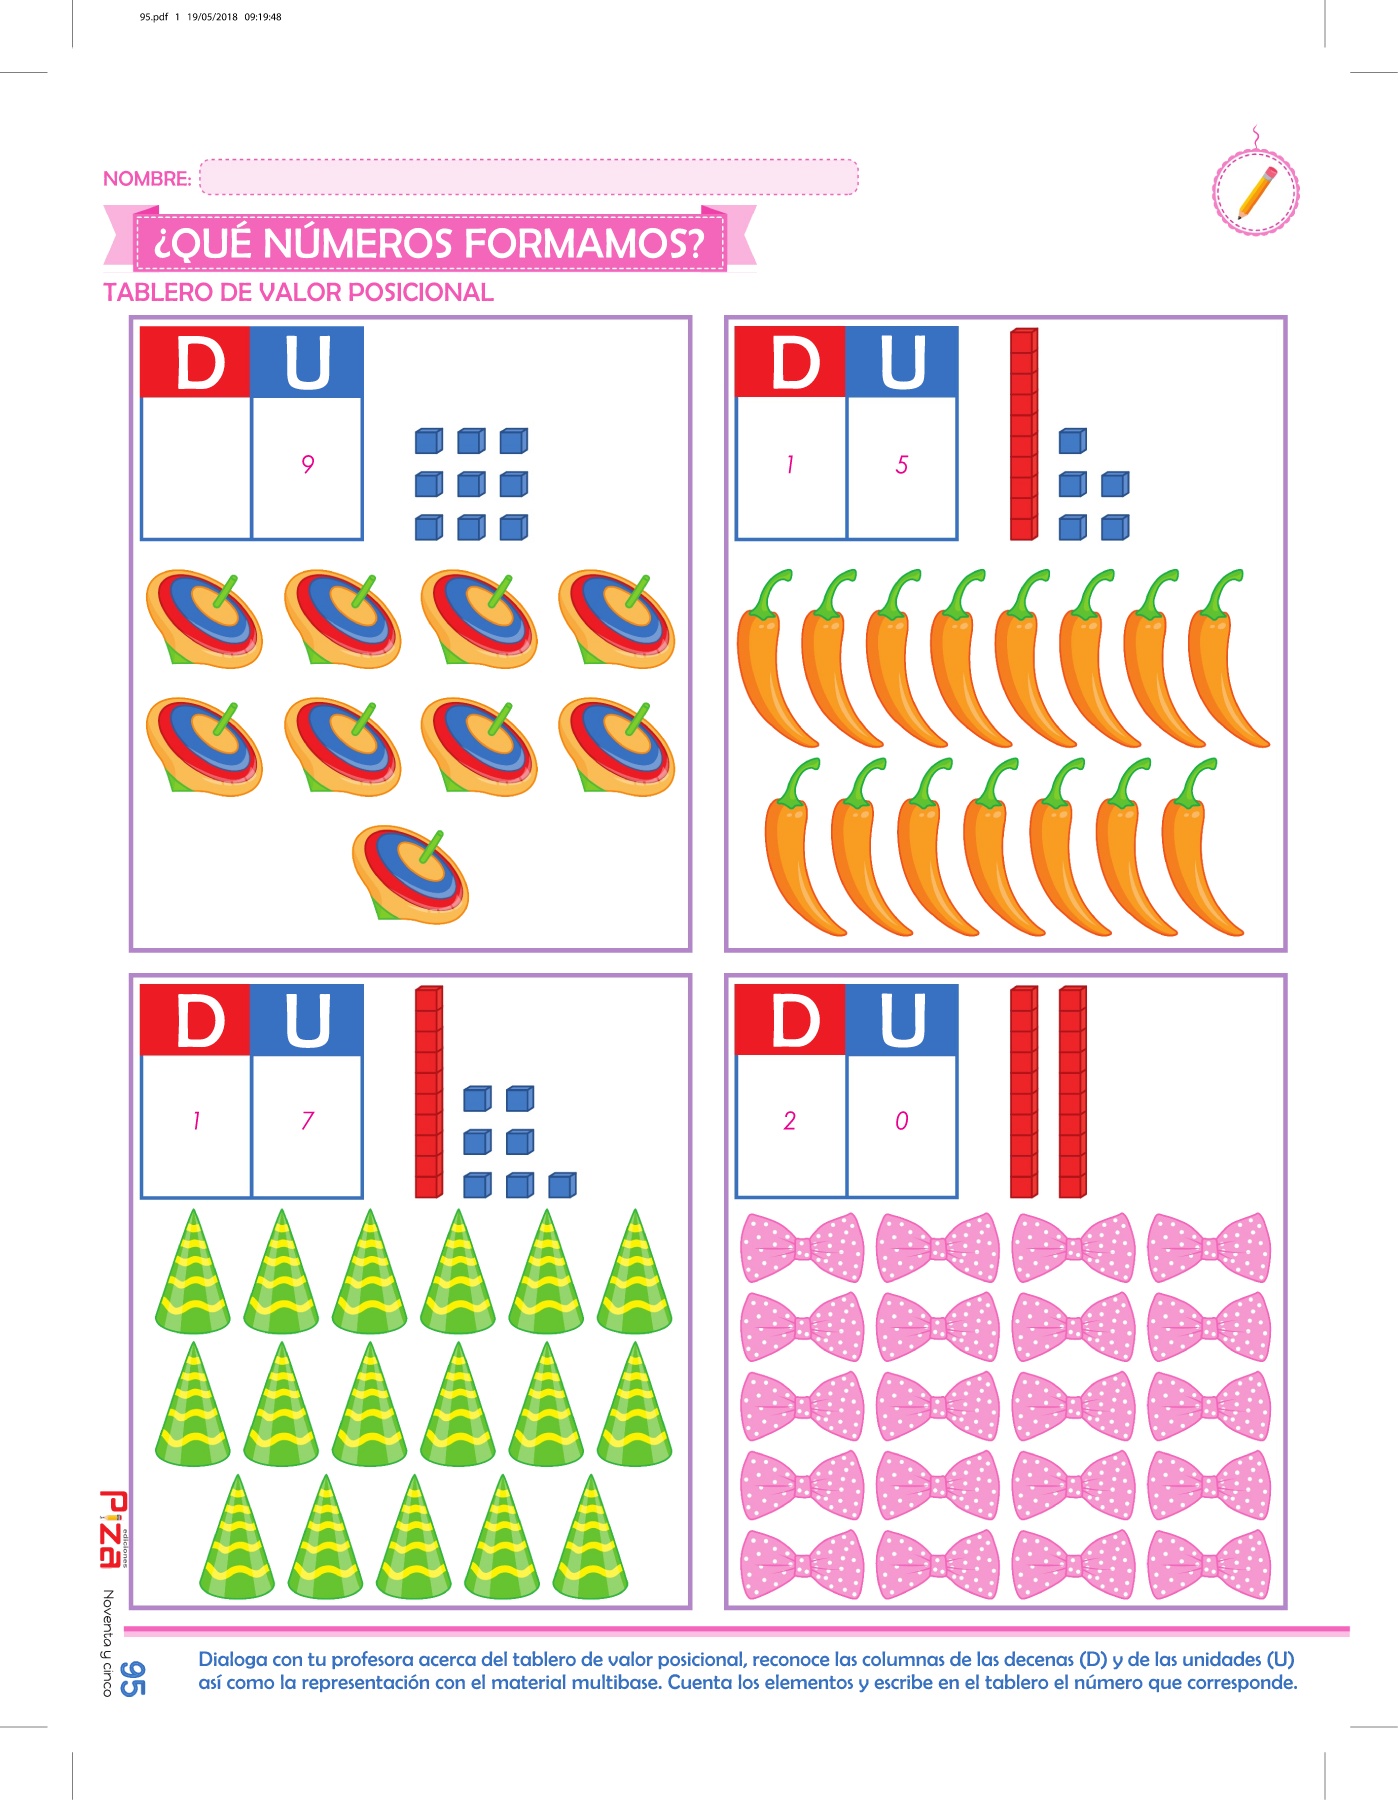 95.pdf 1 19/05/2018 09:19:48
NOMBRE:
¿QUÉ NÚMEROS FORMAMOS?
TABLERO DE VALOR POSICIONAL
D U
9
D U
1 5
D U
1 7
D U
2 0
Piza
ediciones
Noventa y cinco
95
Dialoga con tu profesora acerca del tablero de valor posicional, reconoce las columnas de las decenas (D) y de las unidades (U)
así como la representación con el material multibase. Cuenta los elementos y escribe en el tablero el número que corresponde.